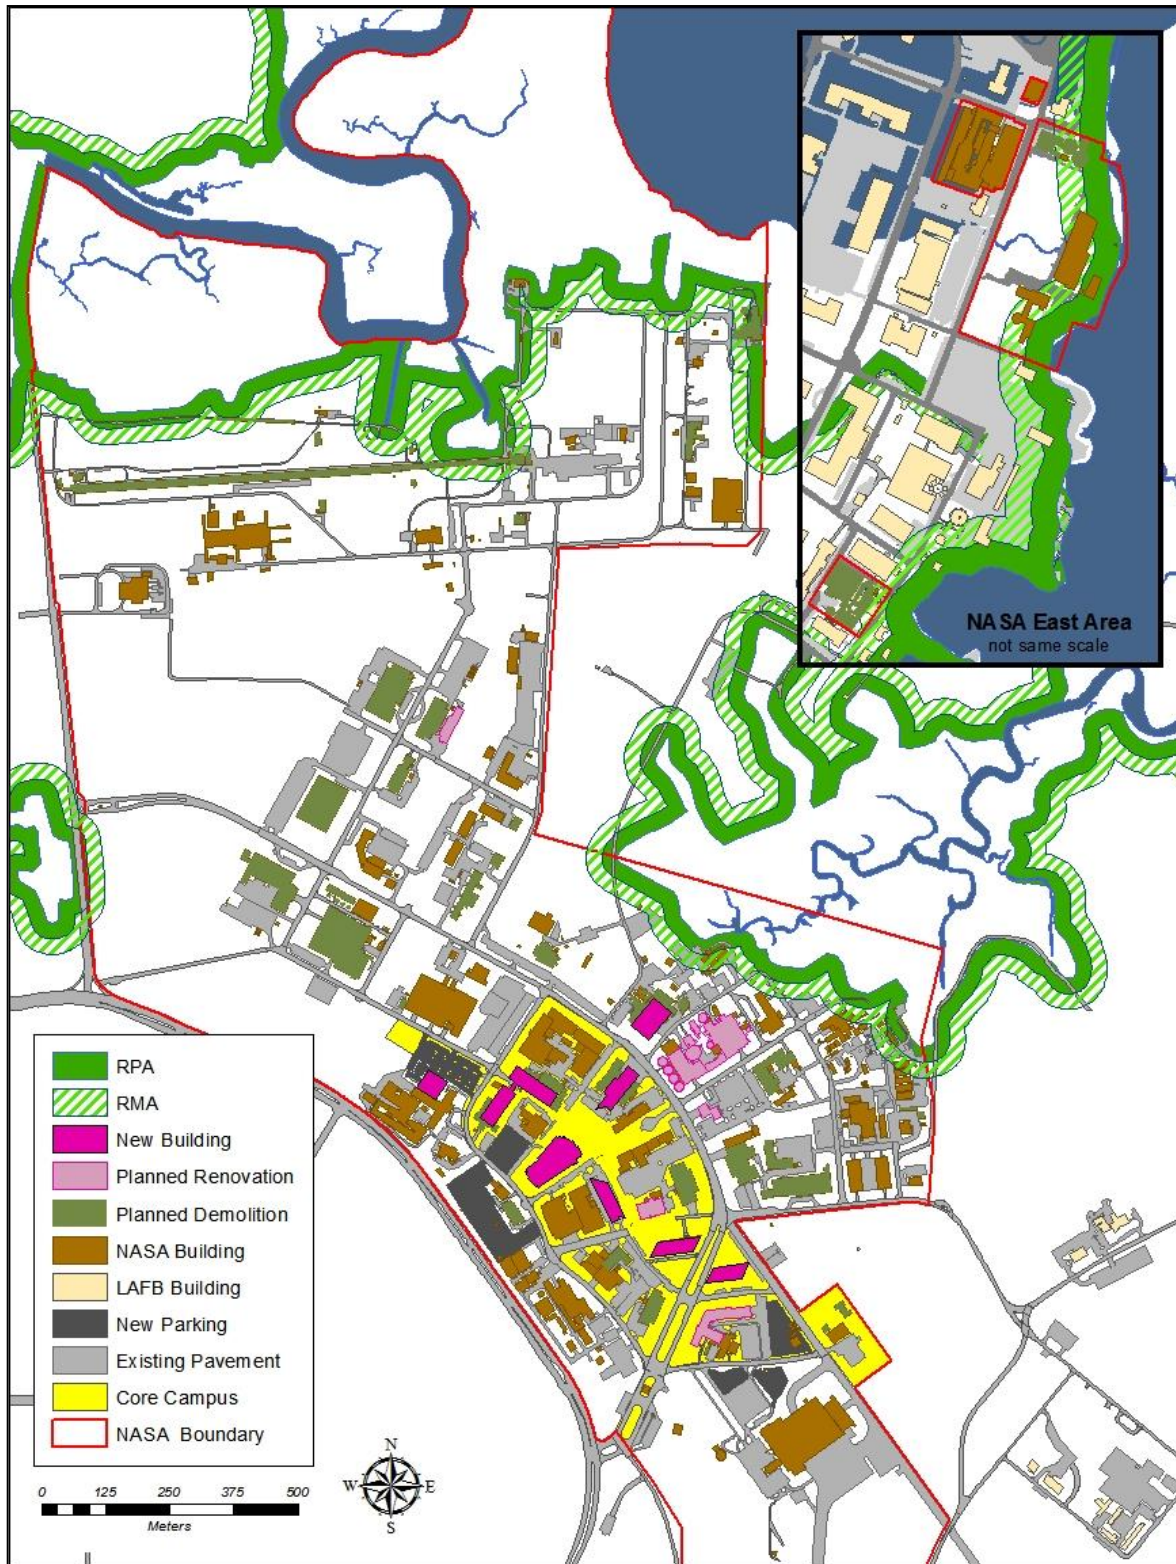 NASA East Area
not same scale
RPA
RMA
New Building
Planned Renovation
Planned Demolition
NASA Building
LAFB Building
New Parking
Existing Pavement
Core Campus
NASA Boundary
0 125 250 375 500
Meters
N
W E
S